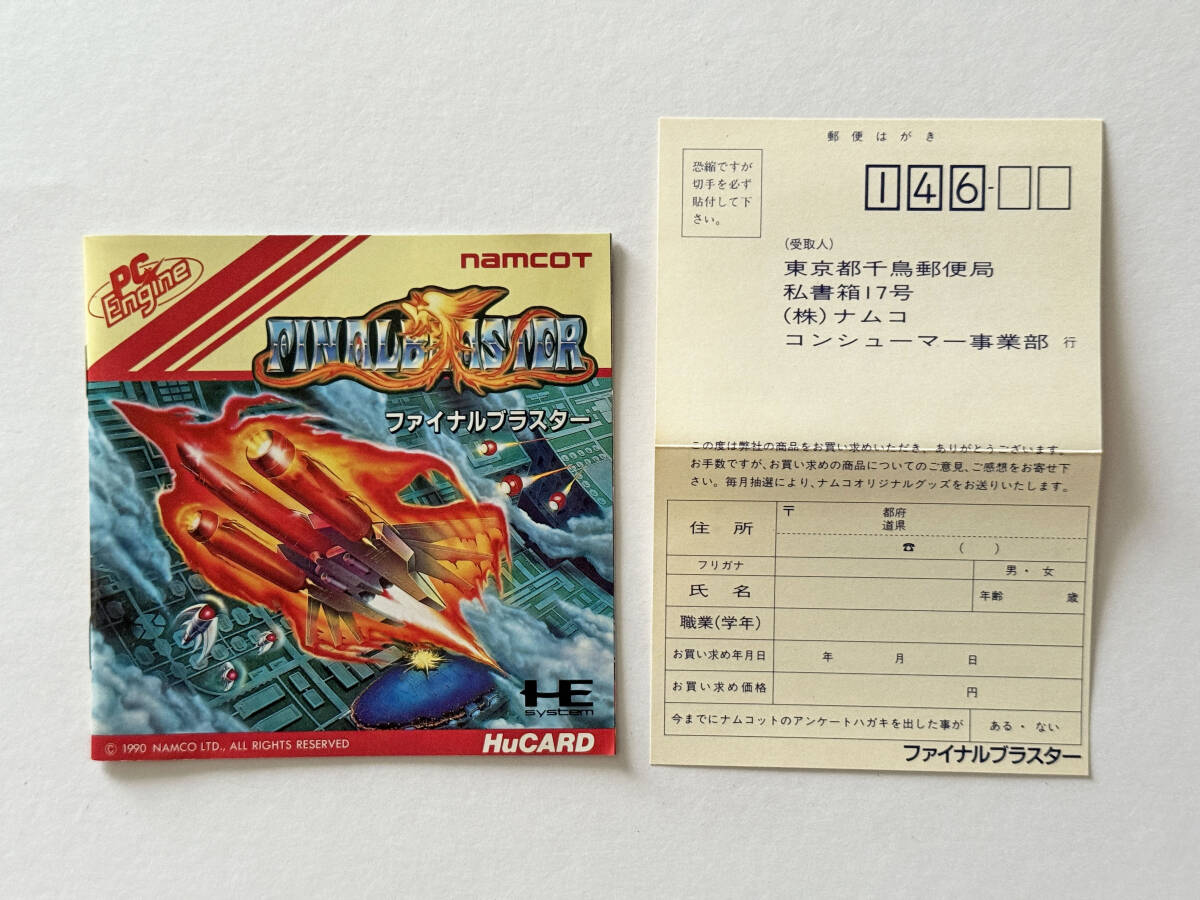 PC Engine
namcoT
FINAL BLASTER
ファイナルブラスター
HE
system
© 1990 NAMCO LTD., ALL RIGHTS RESERVED
HuCARD
郵便はがき
恐縮ですが
切手を必ず
貼付して下
さい。
146-
(受取人)
東京都千鳥郵便局
私書箱17号
(株)ナムコ
コンシューマー事業部 行
この度は弊社の商品をお買い求めいただき、ありがとうございます。
お手数ですが、お買い求めの商品についてのご意見、ご感想をお寄せ下
さい。毎月抽選により、ナムコオリジナルグッズをお送りいたします。
住所
〒 都府
道県
☎ ( )
フリガナ 男・女
氏名 年齢 歳
職業(学年)
お買い求め年月日 年 月 日
お買い求め価格 円
今までにナムコットのアンケートハガキを出した事が ある・ない
ファイナルブラスター